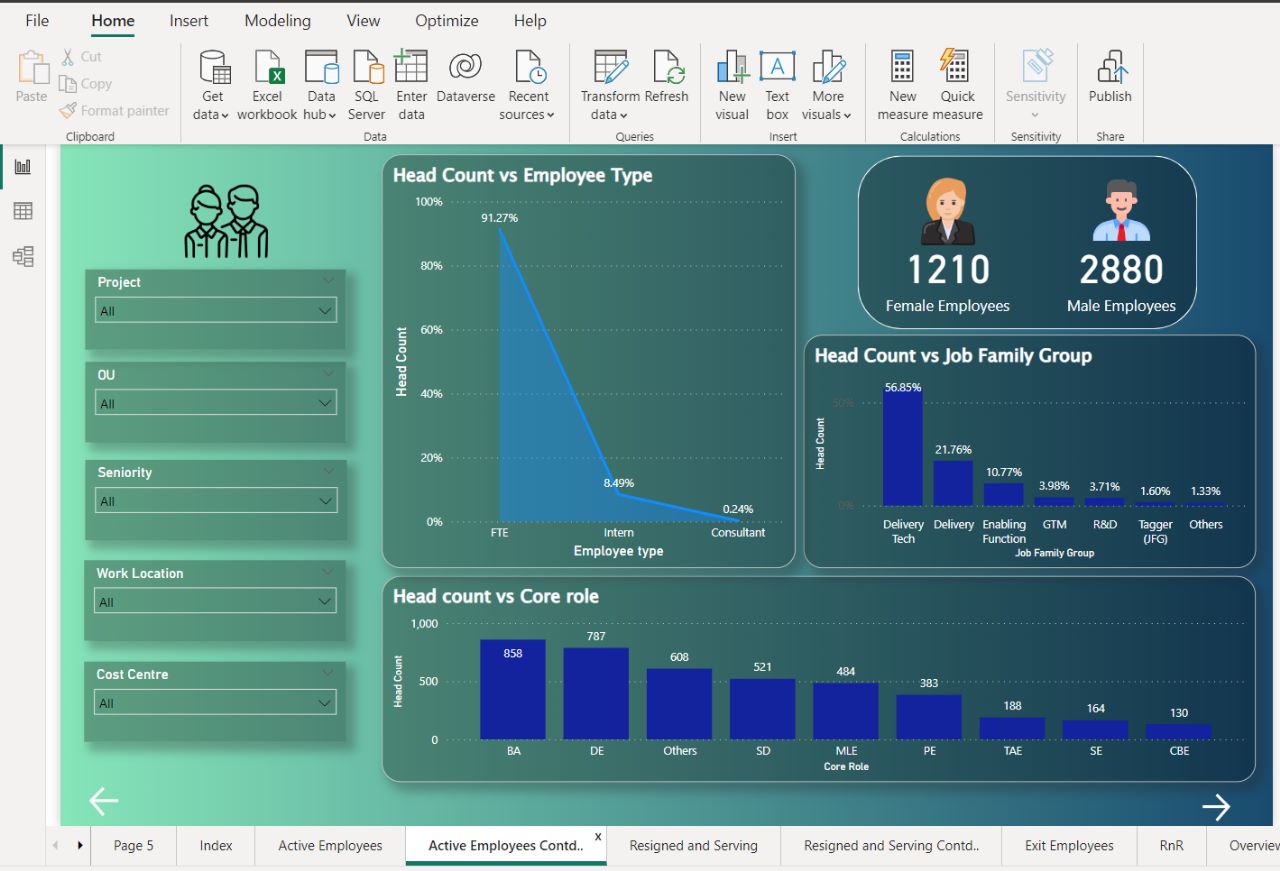 File Home Insert Modeling View Optimize Help
Paste
Cut
Copy
Format painter
Clipboard
Get data
Excel workbook
Data hub
SQL Server
Enter data
Dataverse
Recent sources
Data
Transform data
Refresh
Queries
New visual
Text box
More visuals
Insert
New measure
Quick measure
Calculations
Sensitivity
Sensitivity
Publish
Share
Project
All
OU
All
Seniority
All
Work Location
All
Cost Centre
All
Head Count vs Employee Type
Head Count
100%
80%
60%
40%
20%
0%
91.27%
8.49%
0.24%
FTE Intern Consultant
Employee type
1210
Female Employees
2880
Male Employees
Head Count vs Job Family Group
Head Count
50%
0%
56.85%
21.76%
10.77%
3.98%
3.71%
1.60%
1.33%
Delivery Tech
Delivery
Enabling Function
GTM
R&D
Tagger (JFG)
Others
Job Family Group
Head count vs Core role
Head Count
1,000
500
0
858 787 608 521 484 383 188 164 130
BA DE Others SD MLE PE TAE SE CBE
Core Role
Page 5 Index Active Employees Active Employees Contd.. x Resigned and Serving Resigned and Serving Contd.. Exit Employees RnR Overview